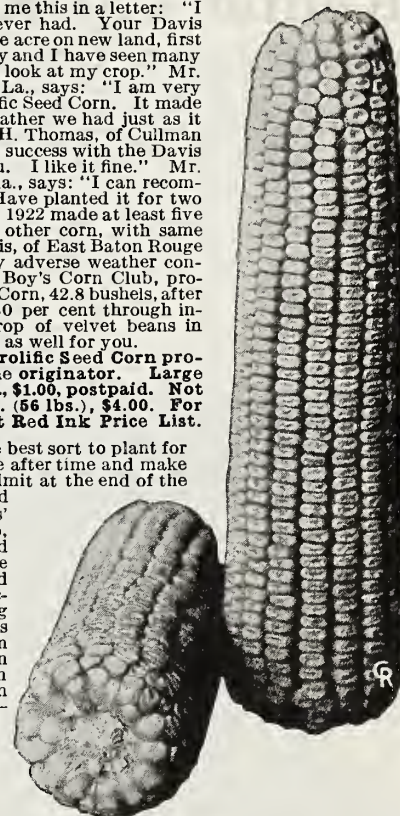 me this in a letter: "I
ever had. Your Davis
e acre on new land, first
y and I have seen many
look at my crop." Mr.
La., says: "I am very
fic Seed Corn. It made
ather we had just as it
H. Thomas, of Cullman
success with the Davis
n. I like it fine." Mr.
a., says: "I can recom-
Have planted it for two
1922 made at least five
other corn, with same
is, of East Baton Rouge
y adverse weather con-
Boy's Corn Club, pro-
Corn, 42.8 bushels, after
0 per cent through in-
rop of velvet beans in
as well for you.
rolific Seed Corn pro-
e originator. Large
., $1.00, postpaid. Not
. (56 lbs.), $4.00. For
t Red Ink Price List.
e best sort to plant for
e after time and make
lmit at the end of the
d
s'
,
d
e
d
-
g
s
n
n
n
n
-
CR